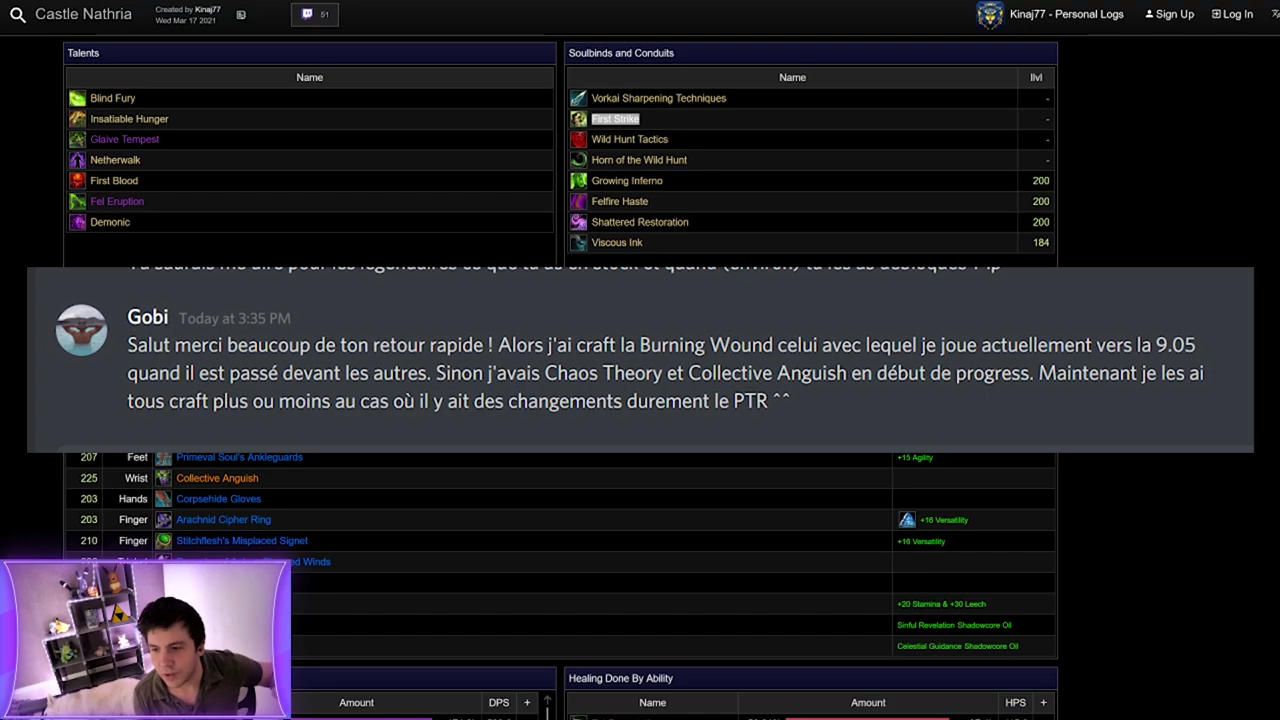 Castle Nathria
Created by Kinaj77
Wed Mar 17 2021
51
Kinaj77 - Personal Logs
Sign Up
Log In
Talents
Name
Blind Fury
Insatiable Hunger
Glaive Tempest
Netherwalk
First Blood
Fel Eruption
Demonic
Soulbinds and Conduits
Name Ilvl
Vorkai Sharpening Techniques -
First Strike -
Wild Hunt Tactics -
Horn of the Wild Hunt -
Growing Inferno 200
Felfire Haste 200
Shattered Restoration 200
Viscous Ink 184
Gobi Today at 3:35 PM
Salut merci beaucoup de ton retour rapide ! Alors j'ai craft la Burning Wound celui avec lequel je joue actuellement vers la 9.05
quand il est passé devant les autres. Sinon j'avais Chaos Theory et Collective Anguish en début de progress. Maintenant je les ai
tous craft plus ou moins au cas où il y ait des changements durement le PTR ^^
207 Feet Primeval Soul's Ankleguards +15 Agility
225 Wrist Collective Anguish
203 Hands Corpsehide Gloves
203 Finger Arachnid Cipher Ring +16 Versatility
210 Finger Stitchflesh's Misplaced Signet +16 Versatility
Winds
+20 Stamina & +30 Leech
Sinful Revelation Shadowcore Oil
Celestial Guidance Shadowcore Oil
Amount DPS +
Healing Done By Ability
Name Amount HPS +